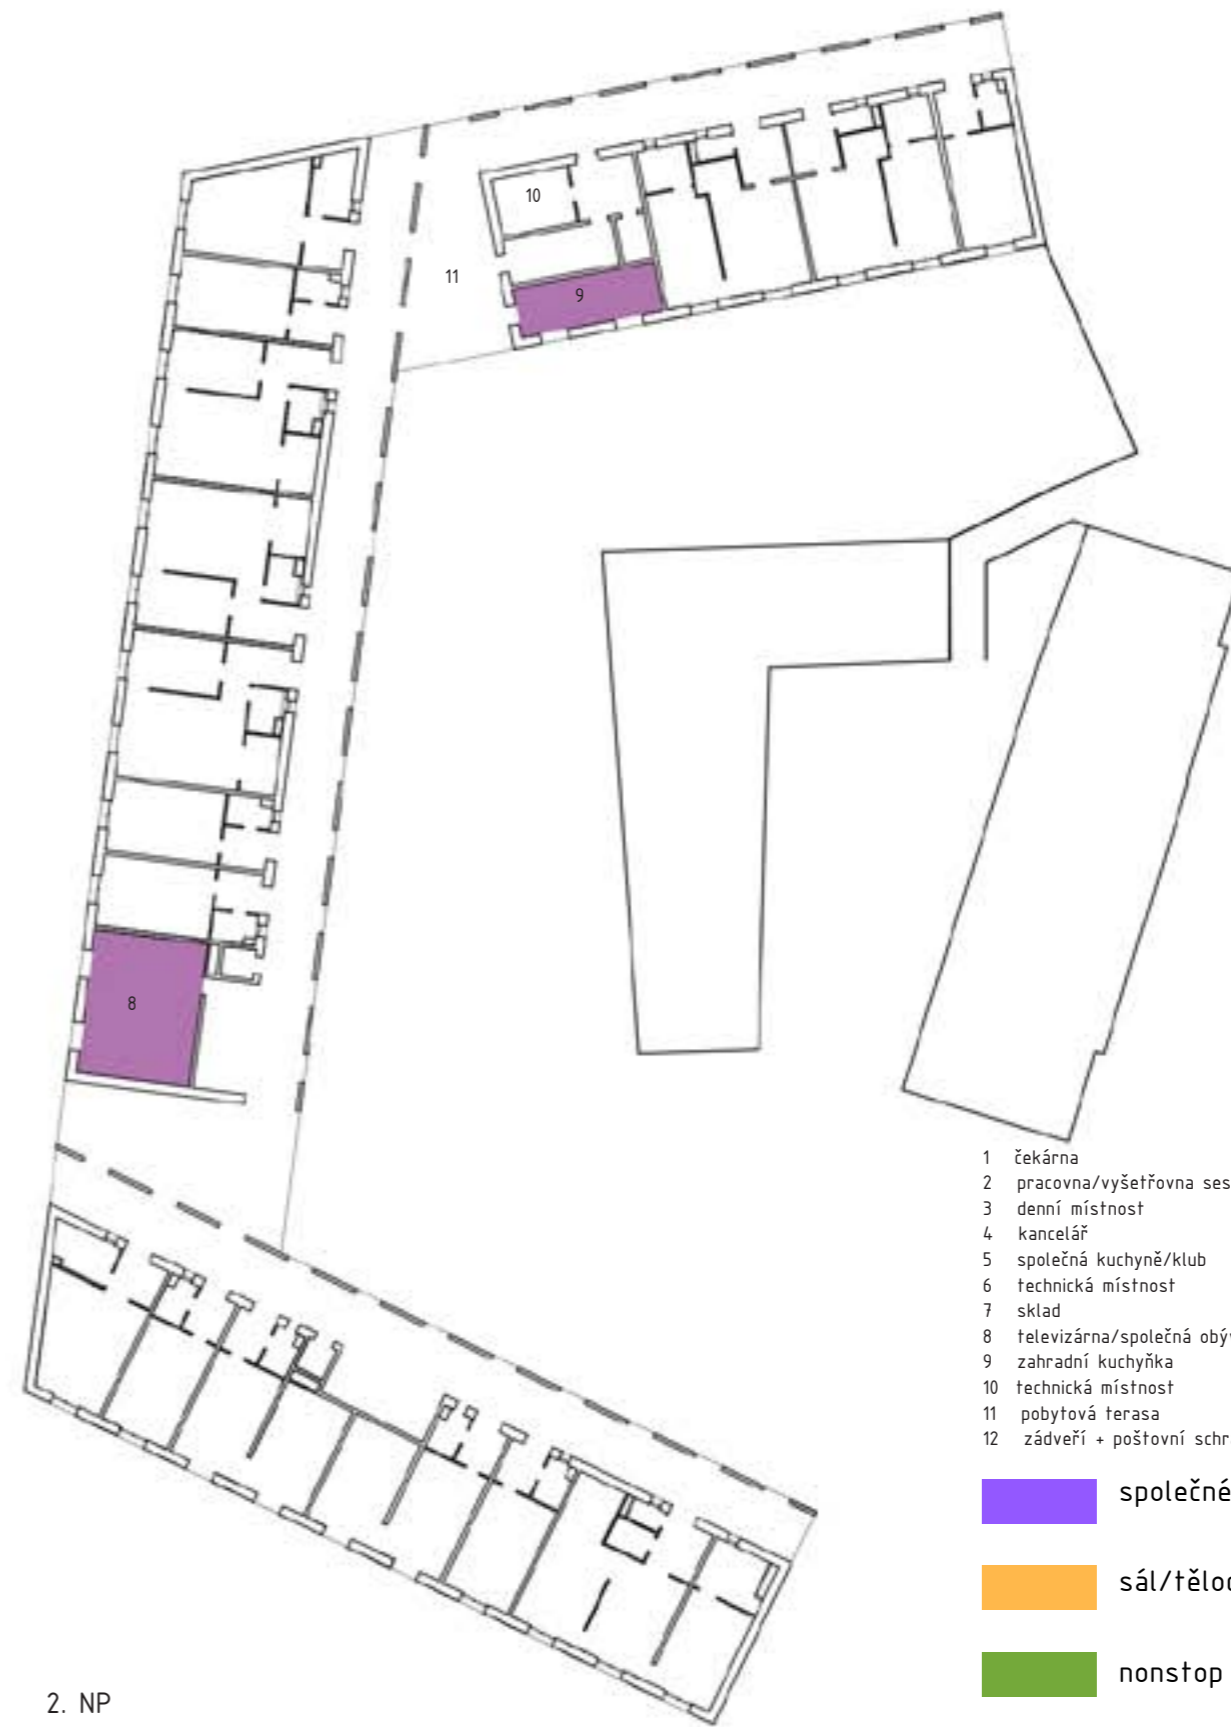 10
11
9
8
1 čekárna
2 pracovna/vyšetřovna ses
3 denní místnost
4 kancelář
5 společná kuchyně/klub
6 technická místnost
7 sklad
8 televizárna/společná obýv
9 zahradní kuchyňka
10 technická místnost
11 pobytová terasa
12 zádveří + poštovní schr
společné
sál/těloc
nonstop
2. NP